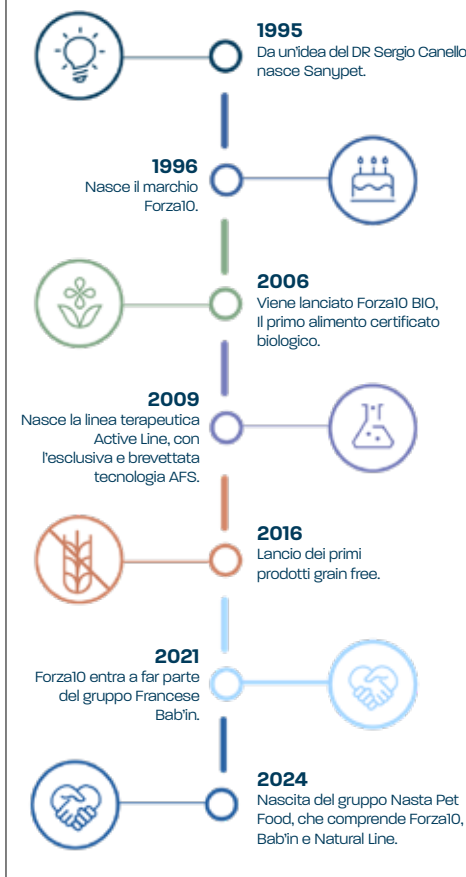 1995
Da un'idea del DR Sergio Canello
nasce Sanypet.
1996
Nasce il marchio
Forza10.
2006
Viene lanciato Forza10 BIO,
Il primo alimento certificato
biologico.
2009
Nasce la linea terapeutica
Active Line, con
l'esclusiva e brevettata
tecnologia AFS.
2016
Lancio dei primi
prodotti grain free.
2021
Forza10 entra a far parte
del gruppo Francese
Bab'in.
2024
Nascita del gruppo Nasta Pet
Food, che comprende Forza10,
Bab'in e Natural Line.